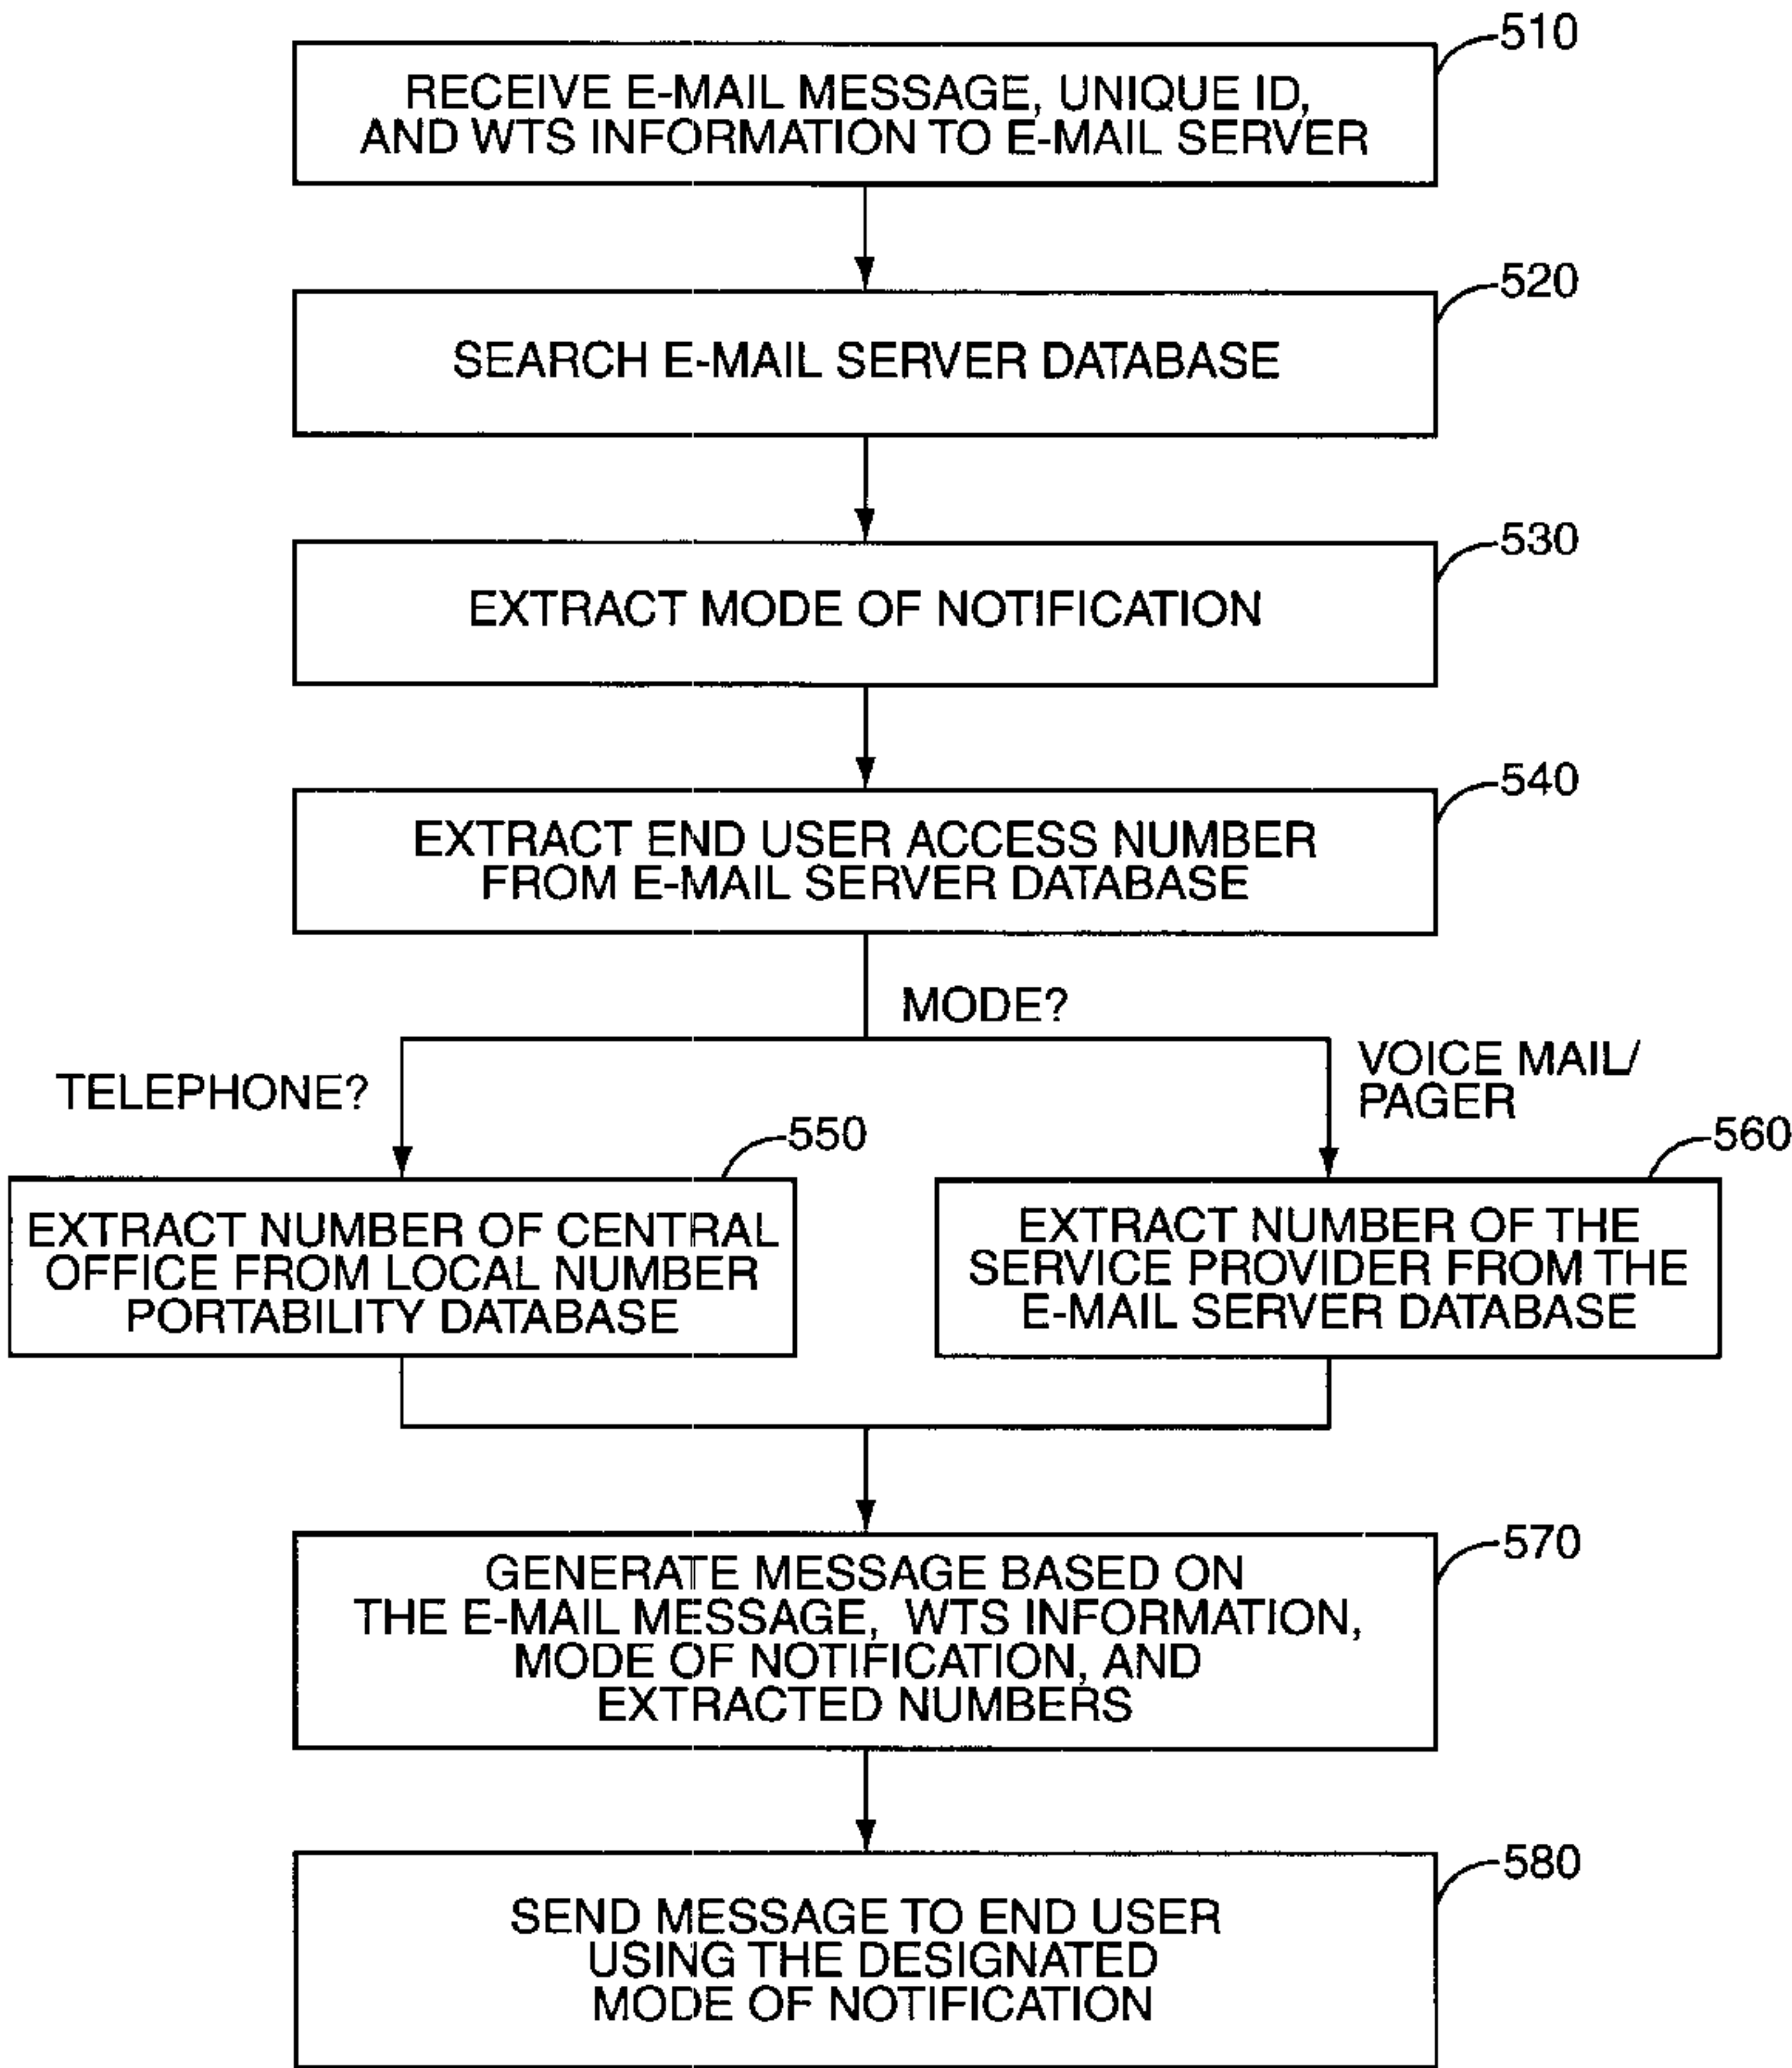 510
RECEIVE E-MAIL MESSAGE, UNIQUE ID,
AND WTS INFORMATION TO E-MAIL SERVER
520
SEARCH E-MAIL SERVER DATABASE
530
EXTRACT MODE OF NOTIFICATION
540
EXTRACT END USER ACCESS NUMBER
FROM E-MAIL SERVER DATABASE
MODE?
TELEPHONE?
VOICE MAIL/
PAGER
550
EXTRACT NUMBER OF CENTRAL
OFFICE FROM LOCAL NUMBER
PORTABILITY DATABASE
560
EXTRACT NUMBER OF THE
SERVICE PROVIDER FROM THE
E-MAIL SERVER DATABASE
570
GENERATE MESSAGE BASED ON
THE E-MAIL MESSAGE, WTS INFORMATION,
MODE OF NOTIFICATION, AND
EXTRACTED NUMBERS
580
SEND MESSAGE TO END USER
USING THE DESIGNATED
MODE OF NOTIFICATION